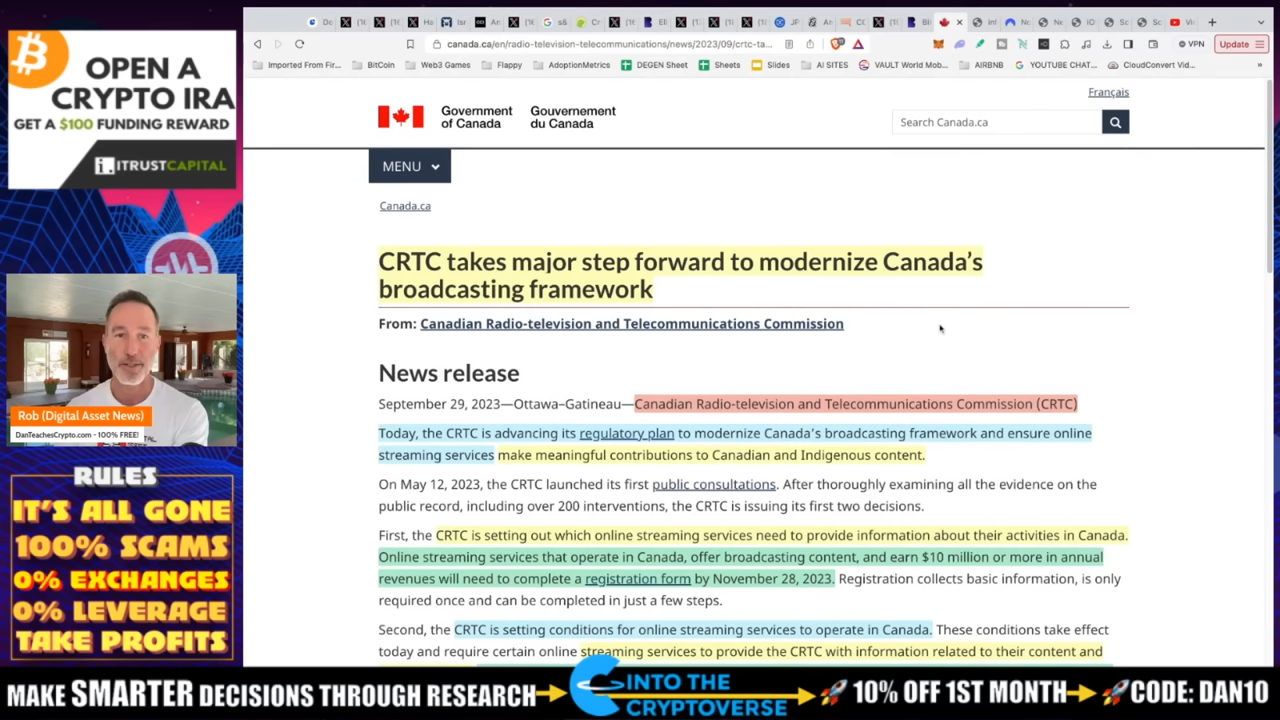 OPEN A
CRYPTO IRA
GET A $100 FUNDING REWARD
i.ITRUSTCAPITAL
Rob (Digital Asset News)
DanTeachesCrypto.com - 100% FREE!
RULES
IT'S ALL GONE
100% SCAMS
0% EXCHANGES
0% LEVERAGE
TAKE PROFITS
canada.ca/en/radio-television-telecommunications/news/2023/09/crtc-ta...
VPN
Update
Imported From Fir...
BitCoin
Web3 Games
Flappy
AdoptionMetrics
DEGEN Sheet
Sheets
Slides
AI SITES
VAULT World Mob...
AIRBNB
YOUTUBE CHAT...
CloudConvert Vid...
»
Français
Government
of Canada
Gouvernement
du Canada
Search Canada.ca
MENU
Canada.ca
CRTC takes major step forward to modernize Canada's
broadcasting framework
From: Canadian Radio-television and Telecommunications Commission
News release
September 29, 2023—Ottawa–Gatineau—Canadian Radio-television and Telecommunications Commission (CRTC)
Today, the CRTC is advancing its regulatory plan to modernize Canada's broadcasting framework and ensure online
streaming services make meaningful contributions to Canadian and Indigenous content.
On May 12, 2023, the CRTC launched its first public consultations. After thoroughly examining all the evidence on the
public record, including over 200 interventions, the CRTC is issuing its first two decisions.
First, the CRTC is setting out which online streaming services need to provide information about their activities in Canada.
Online streaming services that operate in Canada, offer broadcasting content, and earn $10 million or more in annual
revenues will need to complete a registration form by November 28, 2023. Registration collects basic information, is only
required once and can be completed in just a few steps.
Second, the CRTC is setting conditions for online streaming services to operate in Canada. These conditions take effect
today and require certain online streaming services to provide the CRTC with information related to their content and
MAKE SMARTER DECISIONS THROUGH RESEARCH
INTO THE
CRYPTOVERSE
10% OFF 1ST MONTH
CODE: DAN10